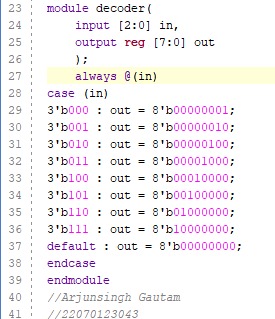 23 module decoder(
24 input [2:0] in,
25 output reg [7:0] out
26 );
27 always @(in)
28 case (in)
29 3'b000 : out = 8'b00000001;
30 3'b001 : out = 8'b00000010;
31 3'b010 : out = 8'b00000100;
32 3'b011 : out = 8'b00001000;
33 3'b100 : out = 8'b00010000;
34 3'b101 : out = 8'b00100000;
35 3'b110 : out = 8'b01000000;
36 3'b111 : out = 8'b10000000;
37 default : out = 8'b00000000;
38 endcase
39 endmodule
40 //Arjunsingh Gautam
41 //22070123043